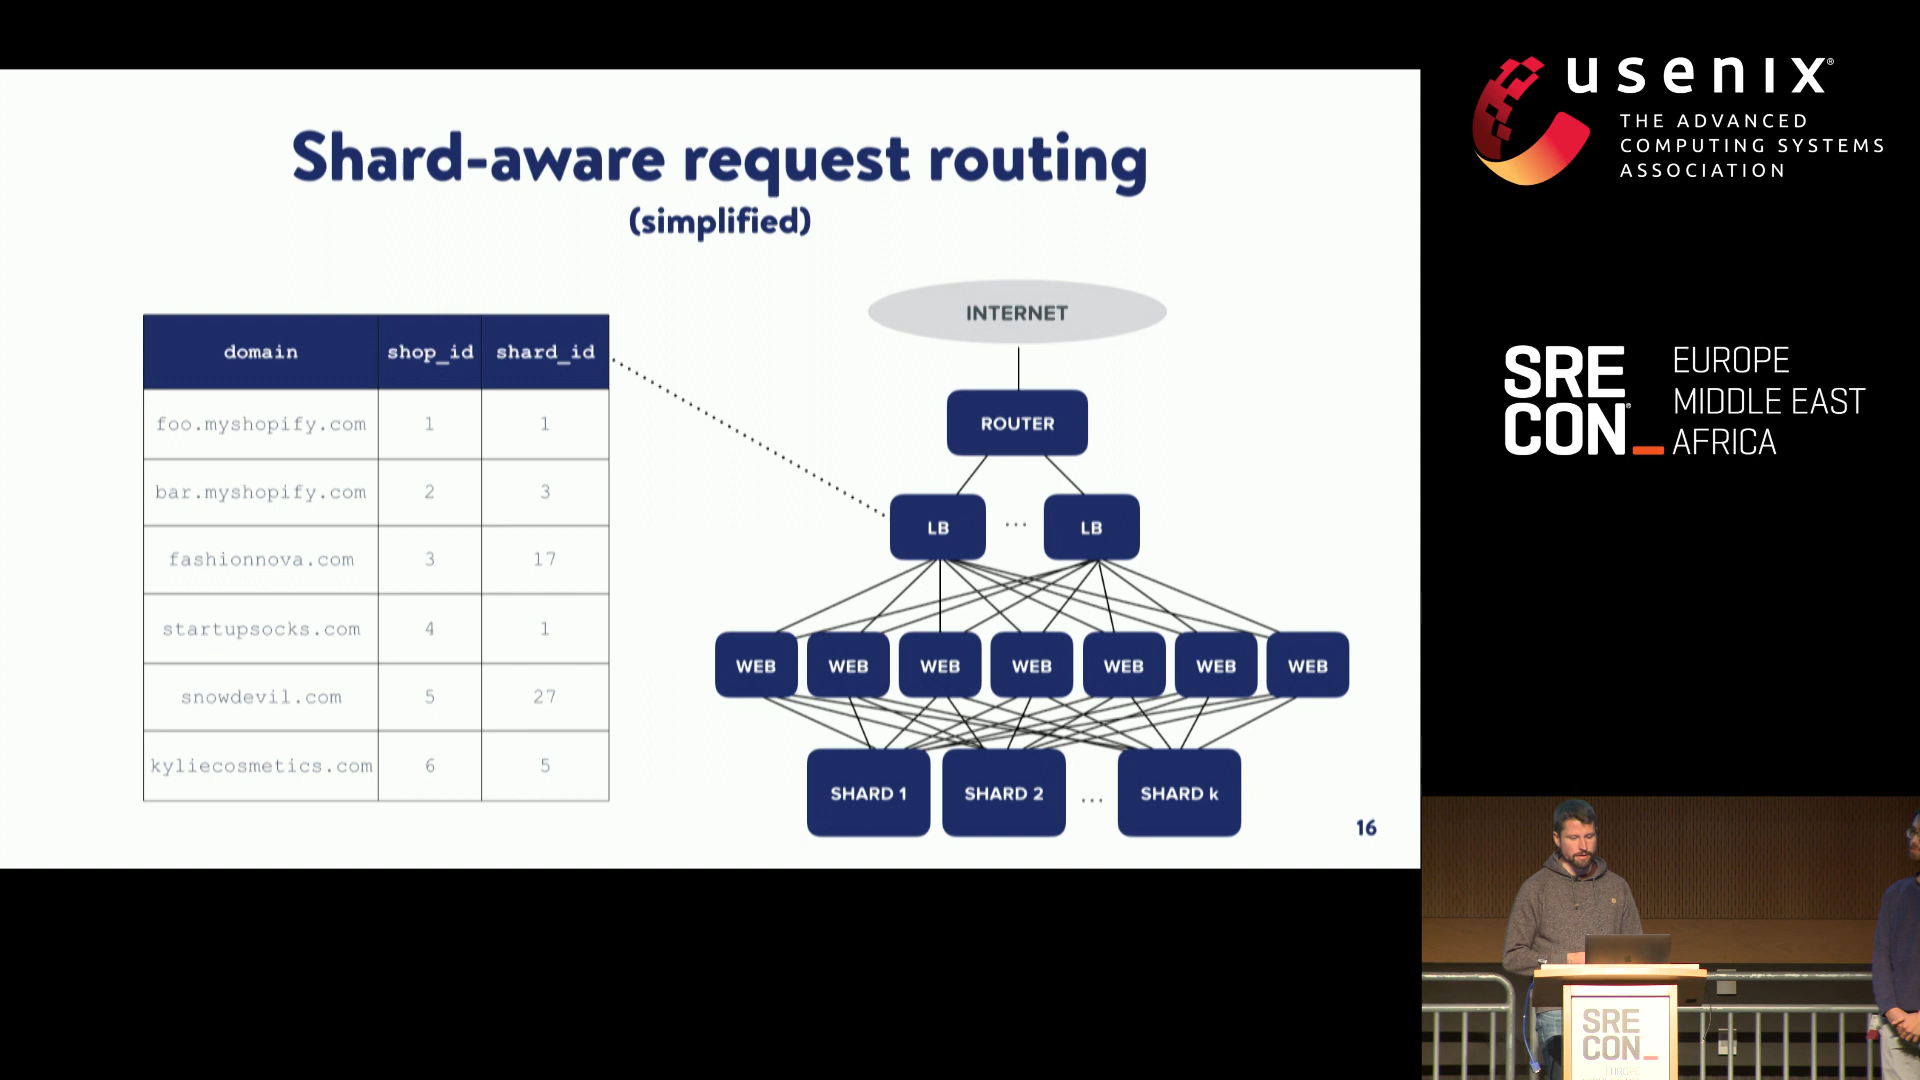 Shard-aware request routing
(simplified)
domain shop_id shard_id
foo.myshopify.com 1 1
bar.myshopify.com 2 3
fashionnova.com 3 17
startupsocks.com 4 1
snowdevil.com 5 27
kyliecosmetics.com 6 5
INTERNET
ROUTER
LB ... LB
WEB WEB WEB WEB WEB WEB WEB
SHARD 1 SHARD 2 ... SHARD k
16
usenix®
THE ADVANCED
COMPUTING SYSTEMS
ASSOCIATION
SRE
CON®_
EUROPE
MIDDLE EAST
AFRICA
SRE
CON_
EUROPE